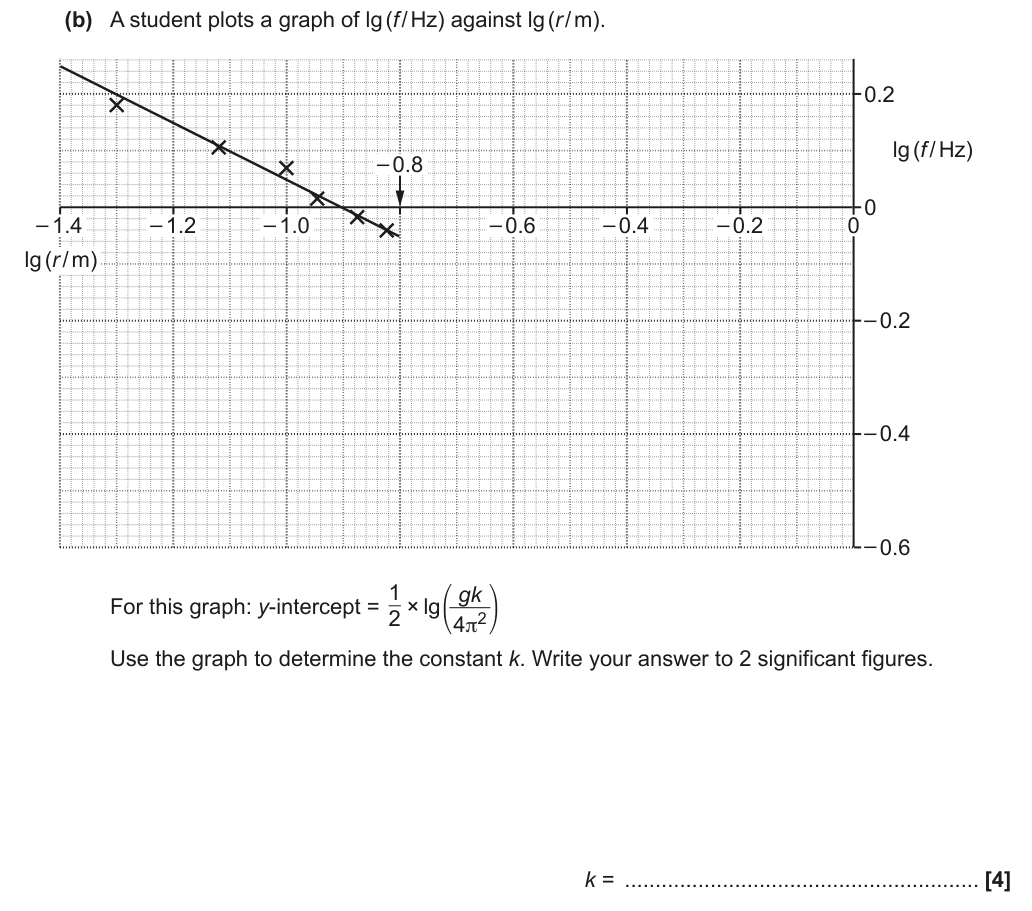 (b) A student plots a graph of lg (f / Hz) against lg (r / m).
0.2
lg (f / Hz)
−0.8
0
−1.4 −1.2 −1.0 −0.6 −0.4 −0.2 0
lg (r / m)
−0.2
−0.4
−0.6
For this graph: y-intercept = 1/2 × lg(gk/4π²)
Use the graph to determine the constant k. Write your answer to 2 significant figures.
k = .......................................................... [4]